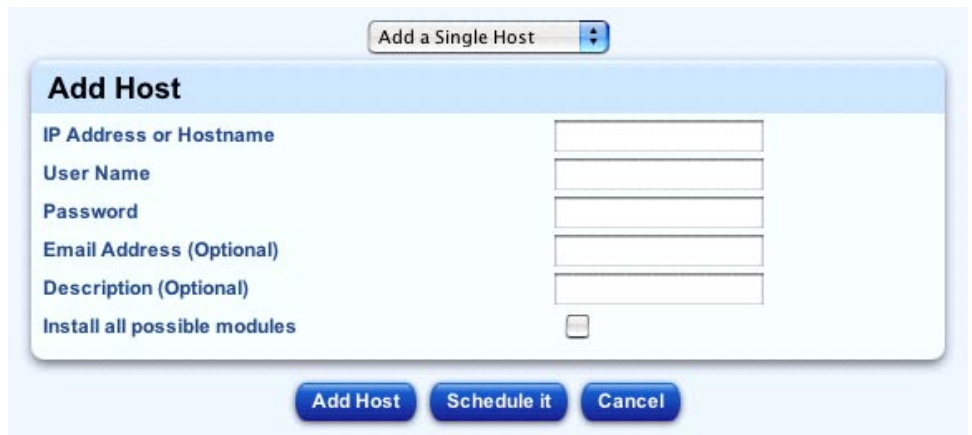 Add a Single Host
Add Host
IP Address or Hostname
User Name
Password
Email Address (Optional)
Description (Optional)
Install all possible modules
Add Host Schedule it Cancel